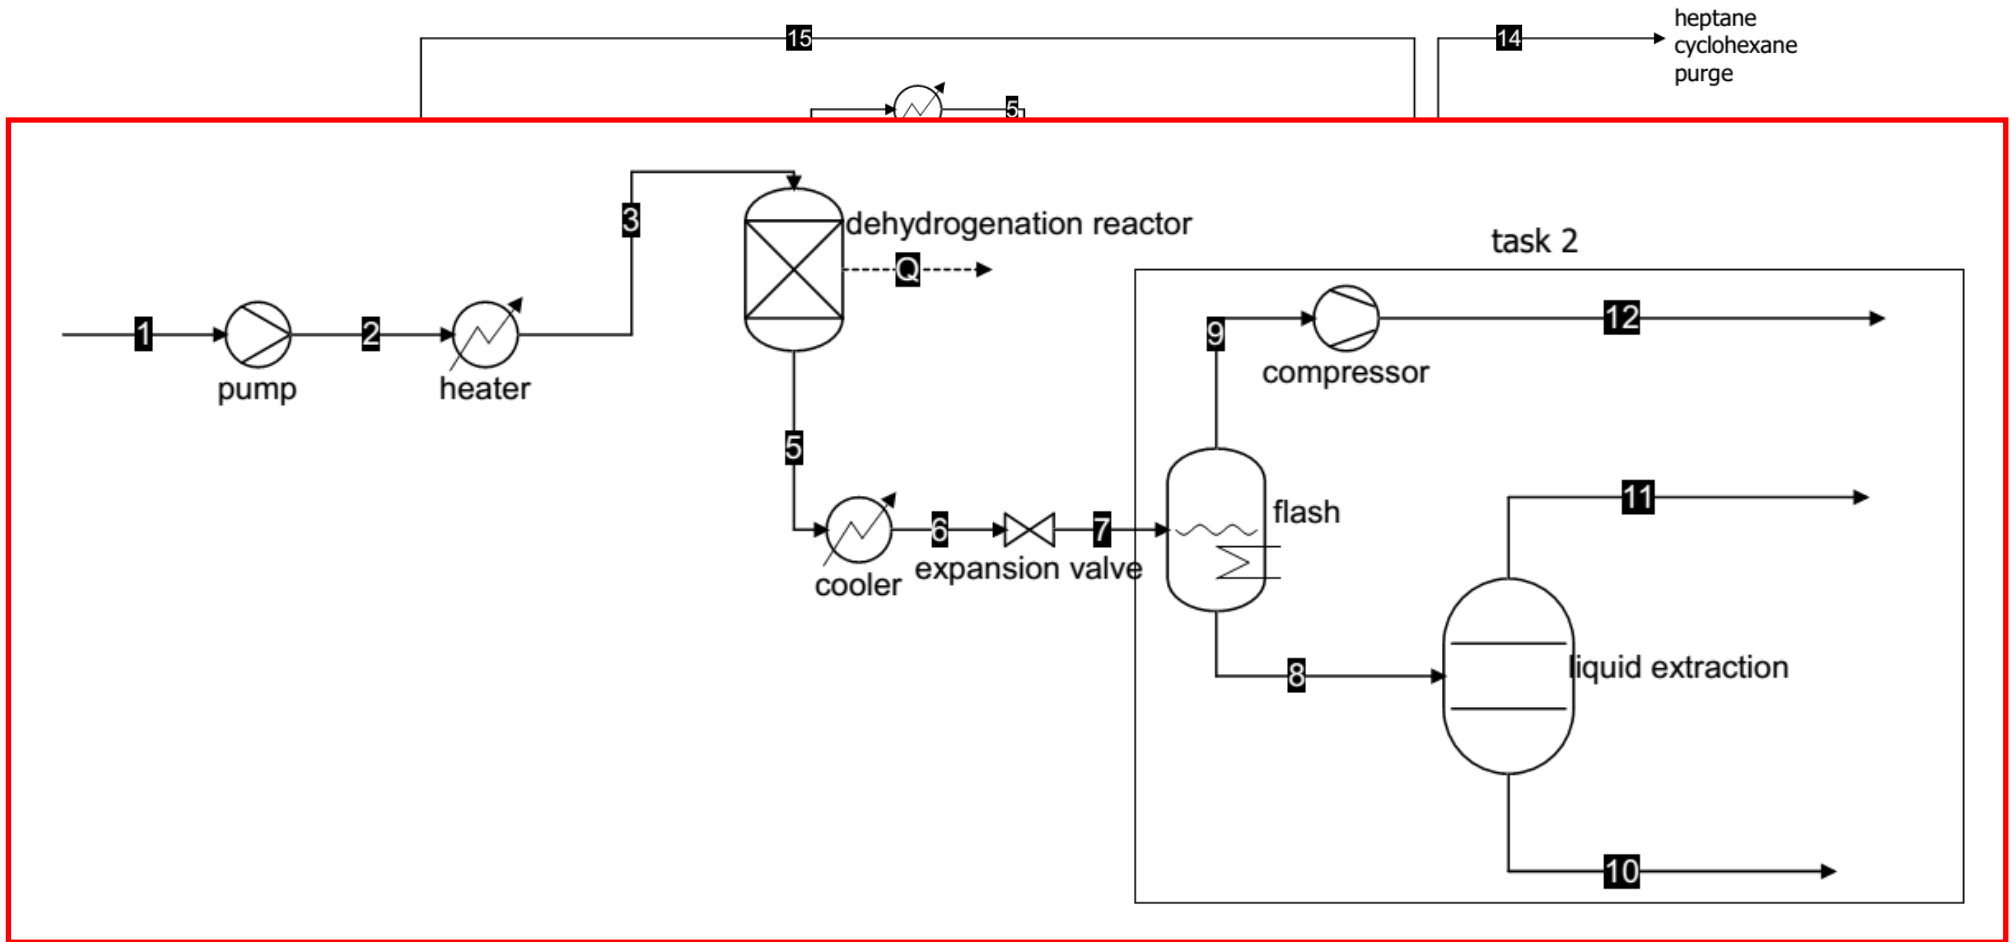 15
14
heptane
cyclohexane
purge
5
3
dehydrogenation reactor
Q
task 2
1
2
pump
heater
9
12
compressor
5
11
6
7
flash
cooler
expansion valve
8
liquid extraction
10